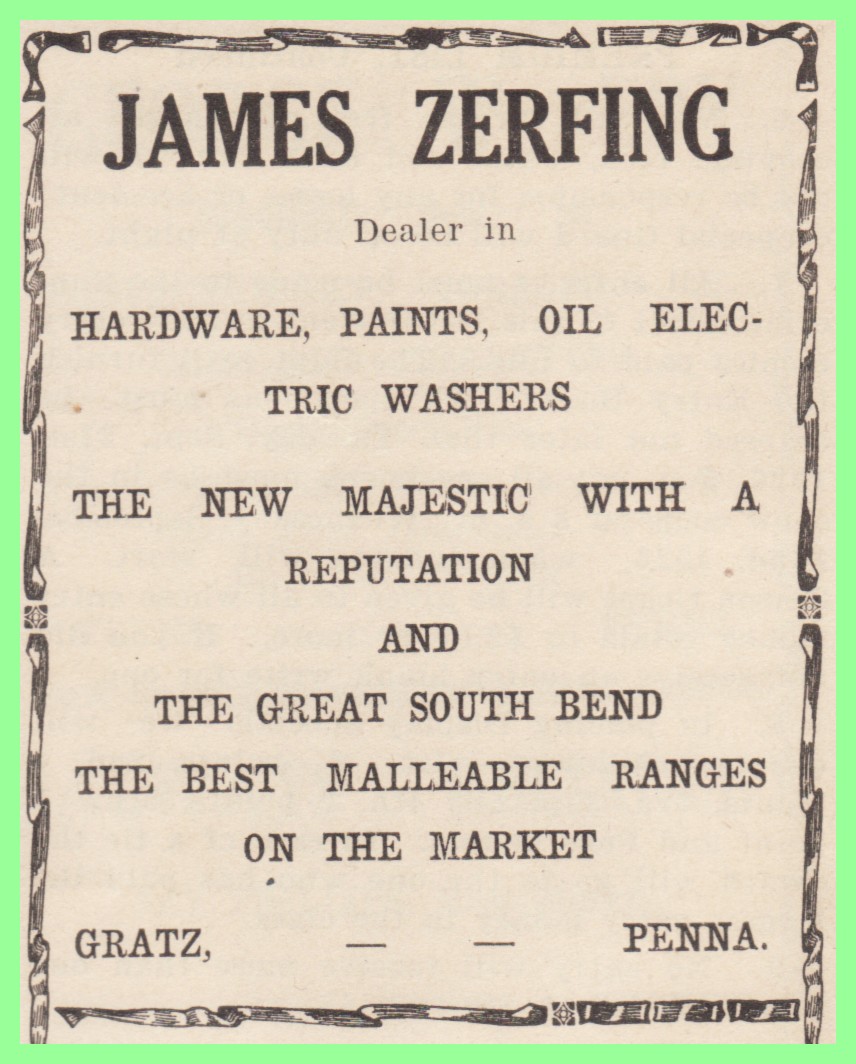 JAMES ZERFING
Dealer in
HARDWARE, PAINTS, OIL ELEC-
TRIC WASHERS
THE NEW MAJESTIC WITH A
REPUTATION
AND
THE GREAT SOUTH BEND
THE BEST MALLEABLE RANGES
ON THE MARKET
GRATZ, — — PENNA.